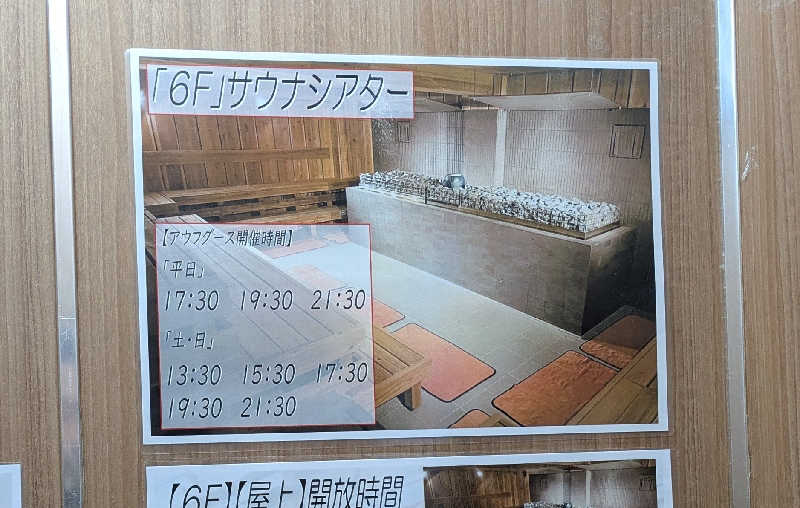 「6F」サウナシアター
【アウフグース開催時間】
「平日」
17:30 19:30 21:30
「土・日」
13:30 15:30 17:30
19:30 21:30
【6F】【屋上】開放時間